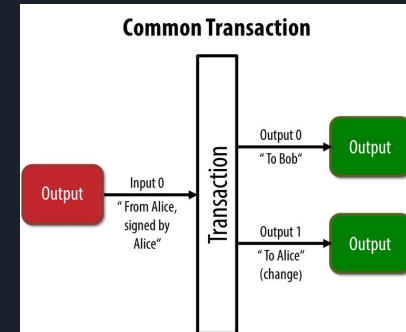 Common Transaction
Output
Input 0
“ From Alice,
signed by
Alice“
Transaction
Output 0
“ To Bob“
Output
Output 1
“ To Alice“
(change)
Output